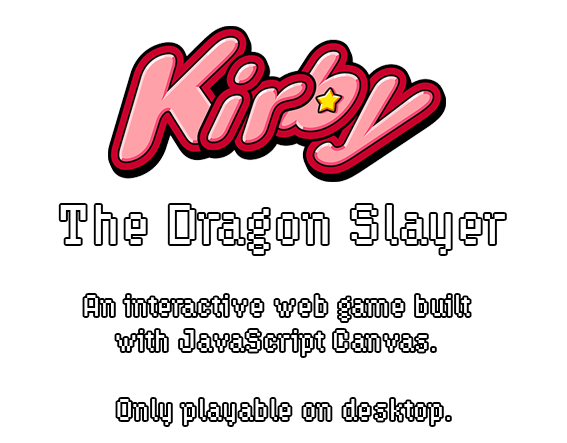 Kirby
The Dragon Slayer
An interactive web game built
with JavaScript Canvas.
Only playable on desktop.